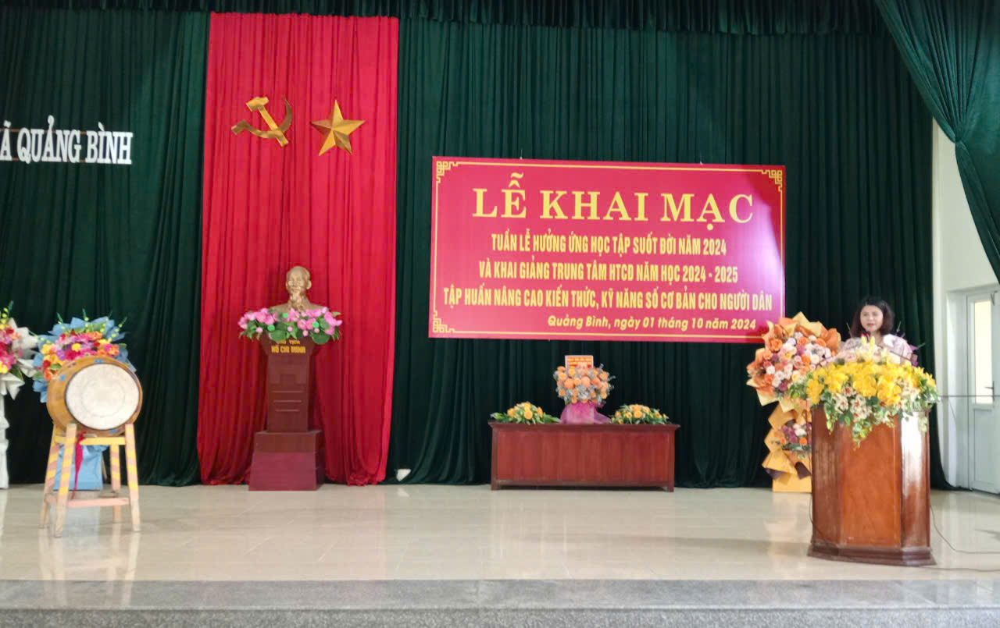 Ã QUẢNG BÌNH
LỄ KHAI MẠC
TUẦN LỄ HƯỞNG ỨNG HỌC TẬP SUỐT ĐỜI NĂM 2024
VÀ KHAI GIẢNG TRUNG TÂM HTCĐ NĂM HỌC 2024 - 2025
TẬP HUẤN NÂNG CAO KIẾN THỨC, KỸ NĂNG SỐ CƠ BẢN CHO NGƯỜI DÂN
Quảng Bình, ngày 01 tháng 10 năm 2024
CHỦ TỊCH
HỒ CHÍ MINH